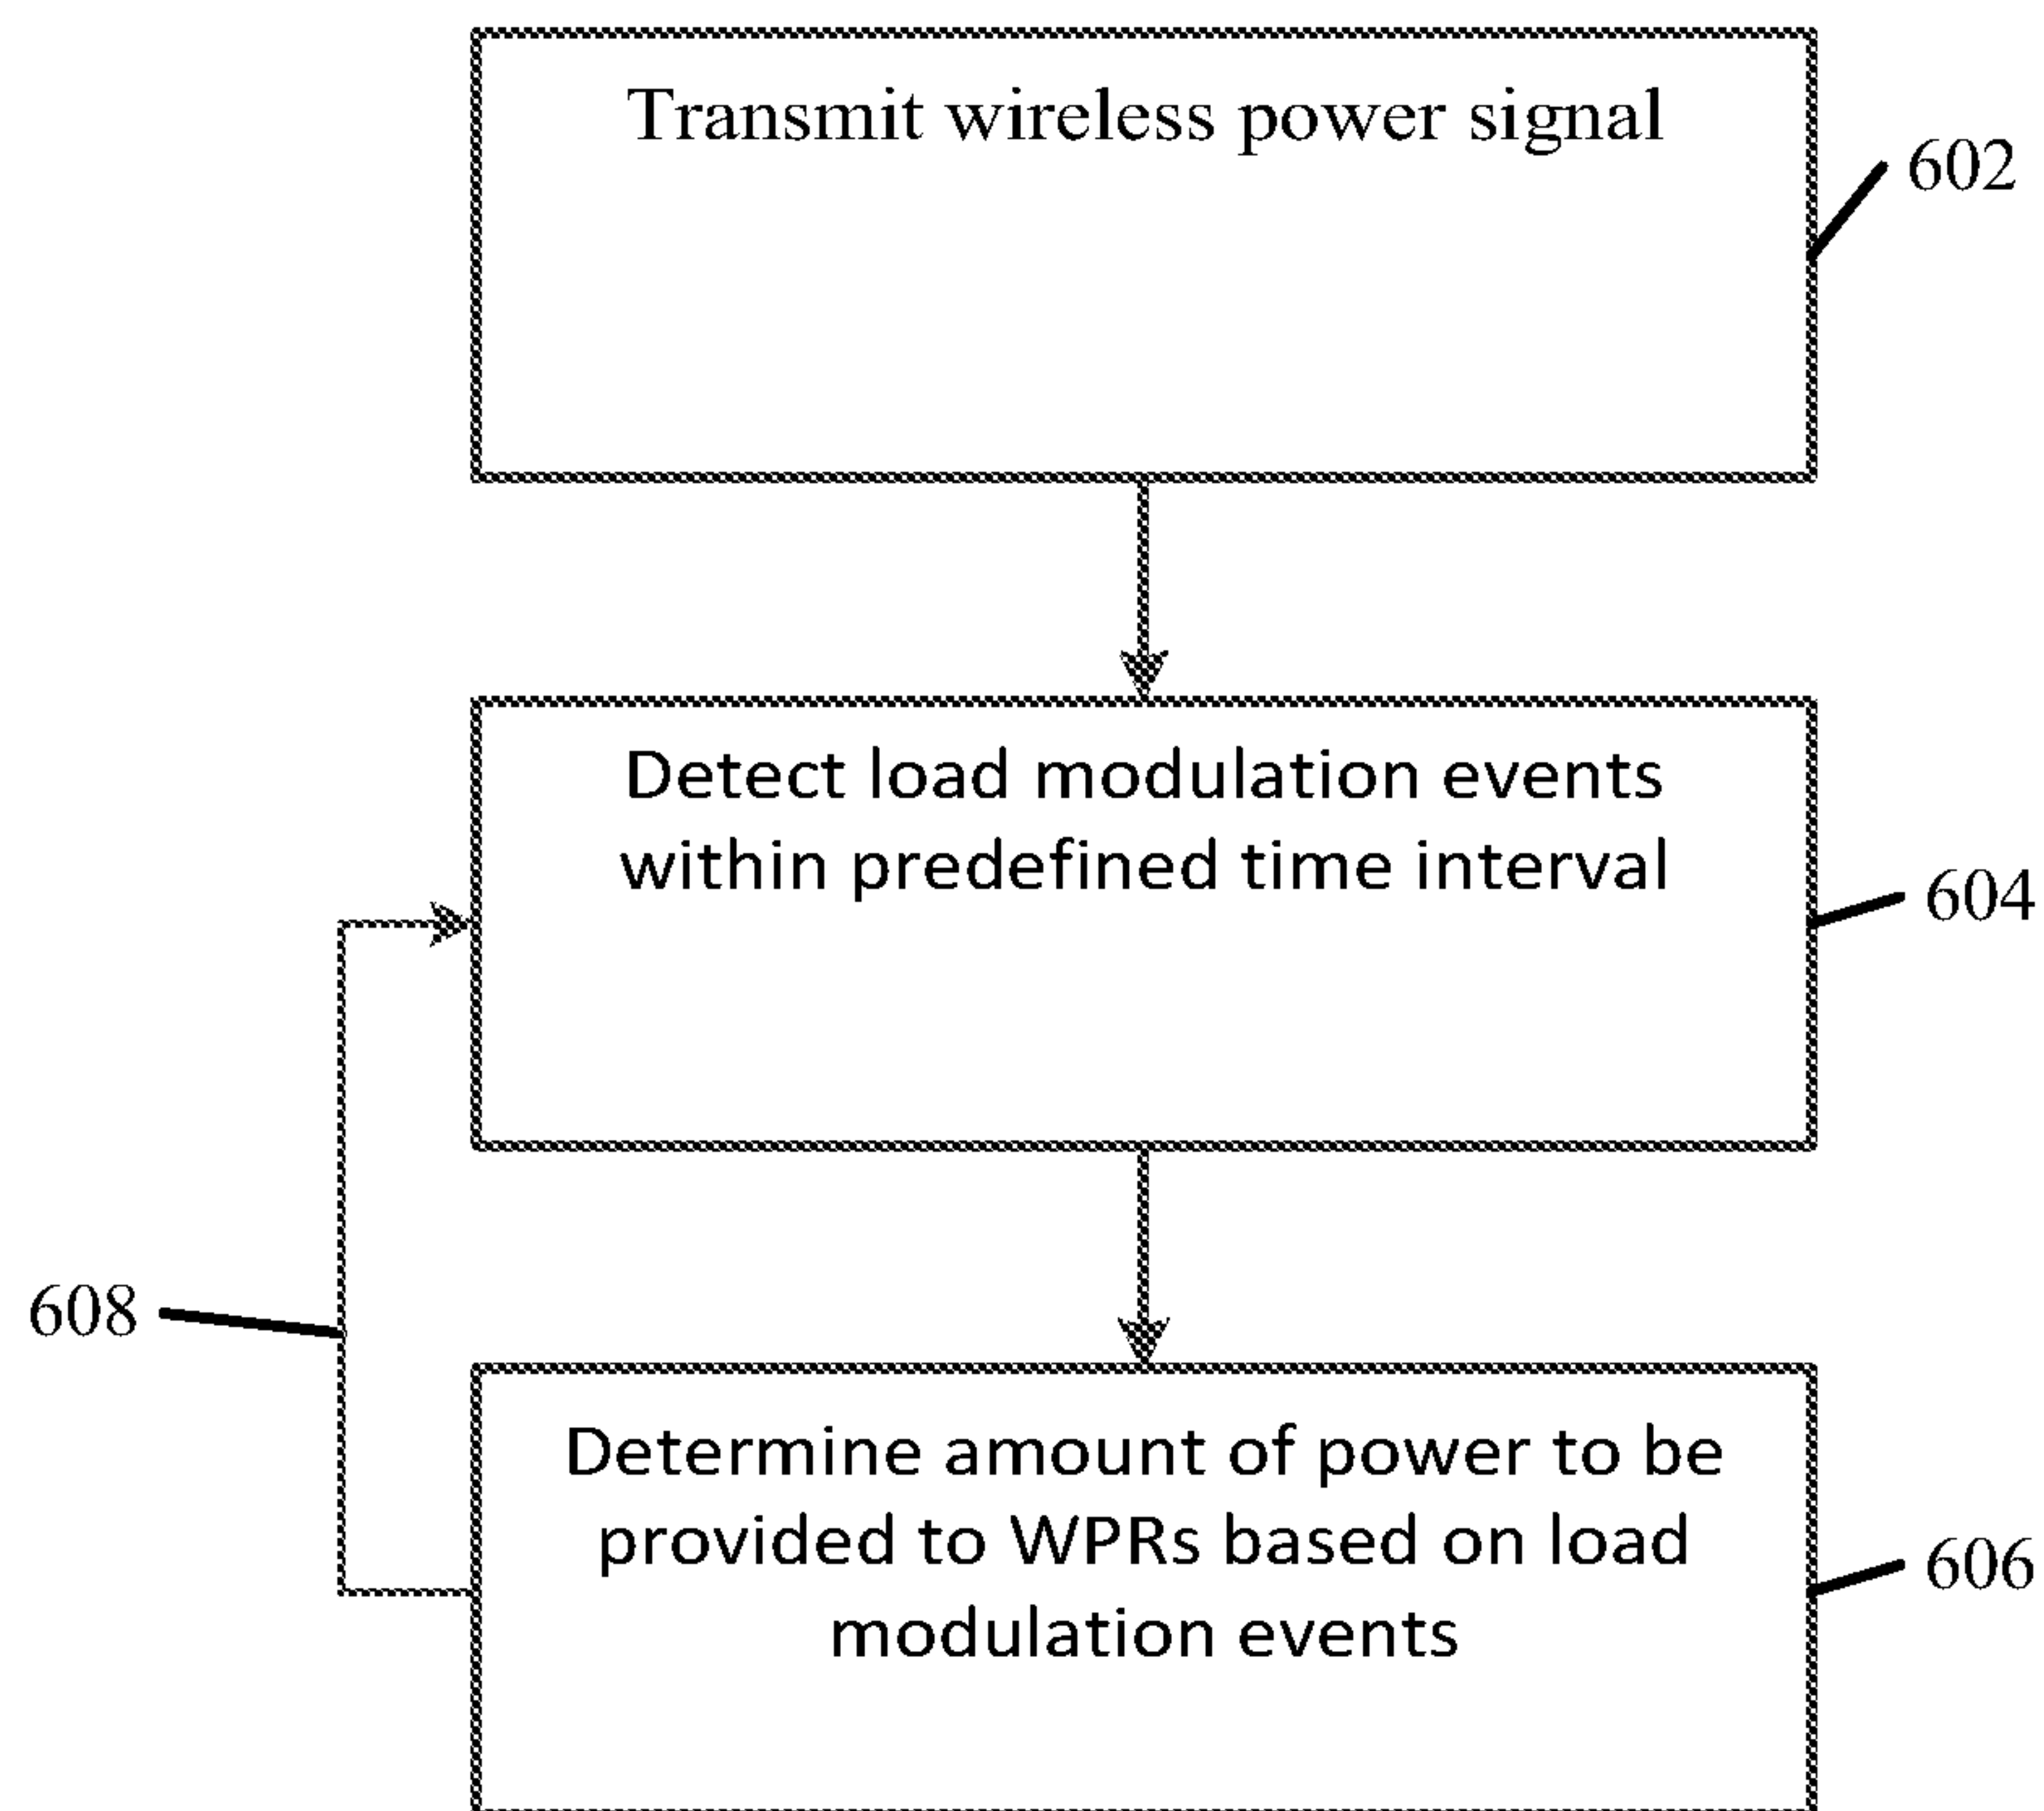 Transmit wireless power signal
602
Detect load modulation events
within predefined time interval
604
608
Determine amount of power to be
provided to WPRs based on load
modulation events
606